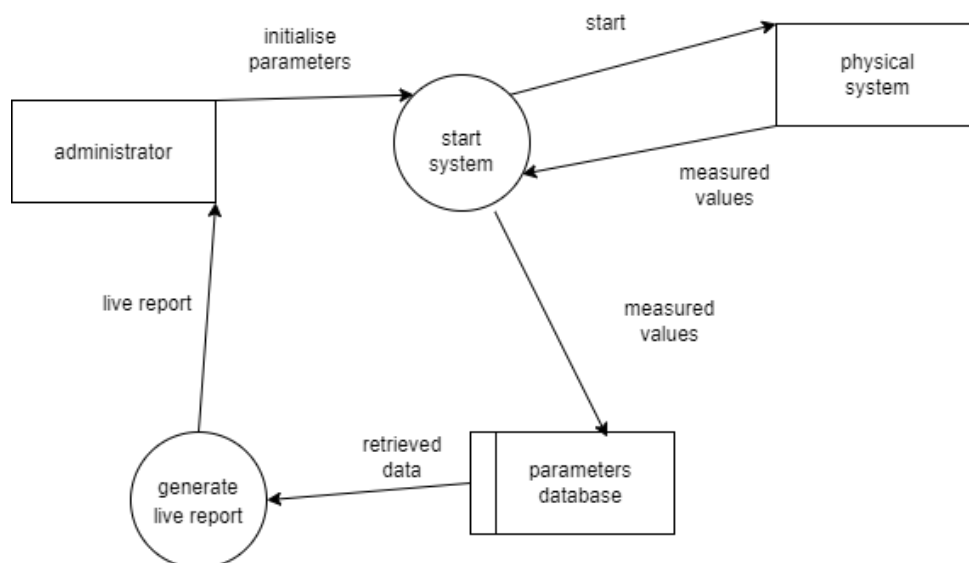 initialise
parameters
start
physical
system
administrator
start
system
measured
values
live report
measured
values
retrieved
data
parameters
database
generate
live report